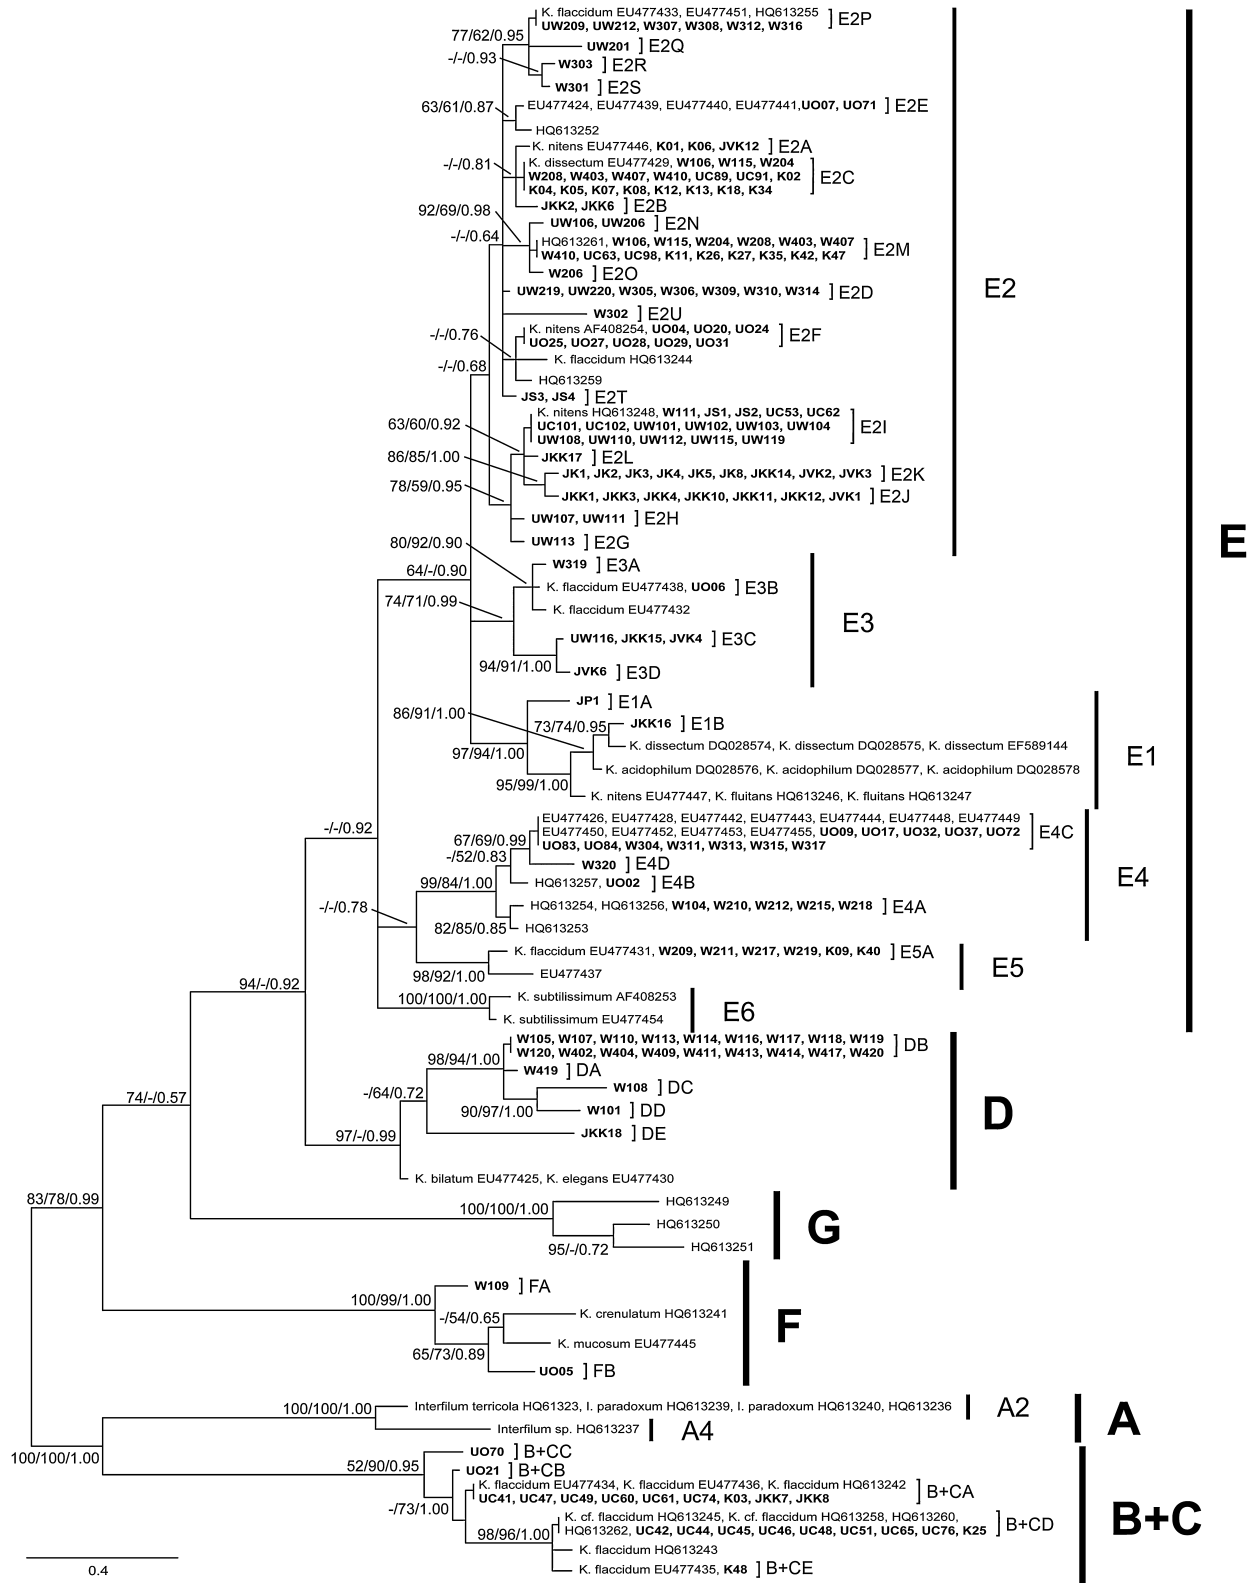 K. flaccidum EU477433, EU477451, HQ613255
UW209, UW212, W307, W308, W312, W316
E2P
77/62/0.95
UW201 ] E2Q
-/-/0.93
W303 ] E2R
W301 ] E2S
63/61/0.87
EU477424, EU477439, EU477440, EU477441,UO07, UO71 ] E2E
HQ613252
K. nitens EU477446, K01, K06, JVK12 ] E2A
-/-/0.81
K. dissectum EU477429, W106, W115, W204
W208, W403, W407, W410, UC89, UC91, K02
K04, K05, K07, K08, K12, K13, K18, K34
E2C
JKK2, JKK6 ] E2B
92/69/0.98
UW106, UW206 ] E2N
-/-/0.64
HQ613261, W106, W115, W204, W208, W403, W407
W410, UC63, UC98, K11, K26, K27, K35, K42, K47
E2M
W206 ] E2O
UW219, UW220, W305, W306, W309, W310, W314 ] E2D
E2
W302 ] E2U
-/-/0.76
K. nitens AF408254, UO04, UO20, UO24
UO25, UO27, UO28, UO29, UO31
E2F
K. flaccidum HQ613244
-/-/0.68
HQ613259
JS3, JS4 ] E2T
63/60/0.92
K. nitens HQ613248, W111, JS1, JS2, UC53, UC62
UC101, UC102, UW101, UW102, UW103, UW104
UW108, UW110, UW112, UW115, UW119
E2I
86/85/1.00
JKK17 ] E2L
JK1, JK2, JK3, JK4, JK5, JK8, JKK14, JVK2, JVK3 ] E2K
78/59/0.95
JKK1, JKK3, JKK4, JKK10, JKK11, JKK12, JVK1 ] E2J
UW107, UW111 ] E2H
UW113 ] E2G
E
80/92/0.90
W319 ] E3A
64/-/0.90
K. flaccidum EU477438, UO06 ] E3B
74/71/0.99
K. flaccidum EU477432
E3
UW116, JKK15, JVK4 ] E3C
94/91/1.00
JVK6 ] E3D
JP1 ] E1A
86/91/1.00
73/74/0.95
JKK16 ] E1B
97/94/1.00
K. dissectum DQ028574, K. dissectum DQ028575, K. dissectum EF589144
E1
K. acidophilum DQ028576, K. acidophilum DQ028577, K. acidophilum DQ028578
95/99/1.00
K. nitens EU477447, K. fluitans HQ613246, K. fluitans HQ613247
-/-/0.92
EU477426, EU477428, EU477442, EU477443, EU477444, EU477448, EU477449
EU477450, EU477452, EU477453, EU477455, UO09, UO17, UO32, UO37, UO72
UO83, UO84, W304, W311, W313, W315, W317
E4C
67/69/0.99
-/52/0.83
W320 ] E4D
99/84/1.00
HQ613257, UO02 ] E4B
E4
-/-/0.78
HQ613254, HQ613256, W104, W210, W212, W215, W218 ] E4A
82/85/0.85
HQ613253
K. flaccidum EU477431, W209, W211, W217, W219, K09, K40 ] E5A
E5
98/92/1.00
EU477437
94/-/0.92
100/100/1.00
K. subtilissimum AF408253
E6
K. subtilissimum EU477454
W105, W107, W110, W113, W114, W116, W117, W118, W119
W120, W402, W404, W409, W411, W413, W414, W417, W420
DB
98/94/1.00
W419 ] DA
-/64/0.72
W108 ] DC
74/-/0.57
90/97/1.00
W101 ] DD
D
97/-/0.99
JKK18 ] DE
K. bilatum EU477425, K. elegans EU477430
83/78/0.99
100/100/1.00
HQ613249
HQ613250
G
95/-/0.72
HQ613251
W109 ] FA
100/99/1.00
-/54/0.65
K. crenulatum HQ613241
F
K. mucosum EU477445
65/73/0.89
UO05 ] FB
100/100/1.00
Interfilum terricola HQ61323, I. paradoxum HQ613239, I. paradoxum HQ613240, HQ613236
A2
A
Interfilum sp. HQ613237
A4
100/100/1.00
UO70 ] B+CC
52/90/0.95
UO21 ] B+CB
K. flaccidum EU477434, K. flaccidum EU477436, K. flaccidum HQ613242
UC41, UC47, UC49, UC60, UC61, UC74, K03, JKK7, JKK8
B+CA
-/73/1.00
K. cf. flaccidum HQ613245, K. cf. flaccidum HQ613258, HQ613260,
HQ613262, UC42, UC44, UC45, UC46, UC48, UC51, UC65, UC76, K25
B+CD
B+C
98/96/1.00
K. flaccidum HQ613243
K. flaccidum EU477435, K48 ] B+CE
0.4